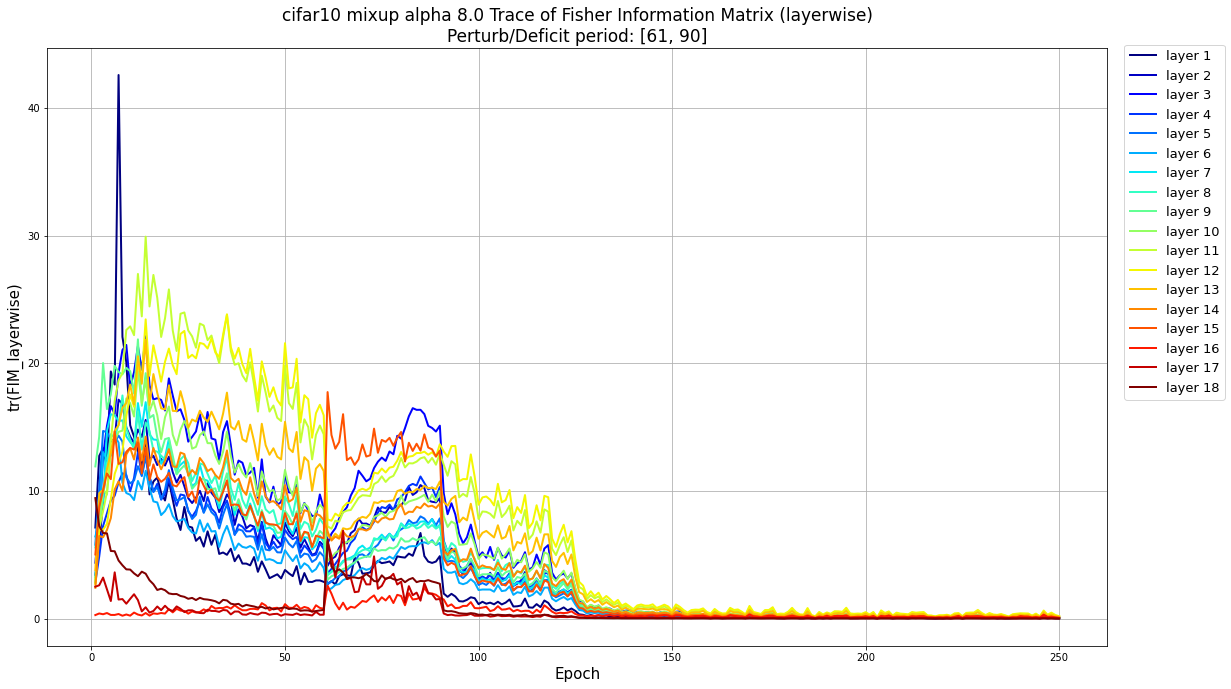 cifar10 mixup alpha 8.0 Trace of Fisher Information Matrix (layerwise)
Perturb/Deficit period: [61, 90]
tr(FIM_layerwise)
40
30
20
10
0
0
50
100
150
200
250
Epoch
layer 1
layer 2
layer 3
layer 4
layer 5
layer 6
layer 7
layer 8
layer 9
layer 10
layer 11
layer 12
layer 13
layer 14
layer 15
layer 16
layer 17
layer 18